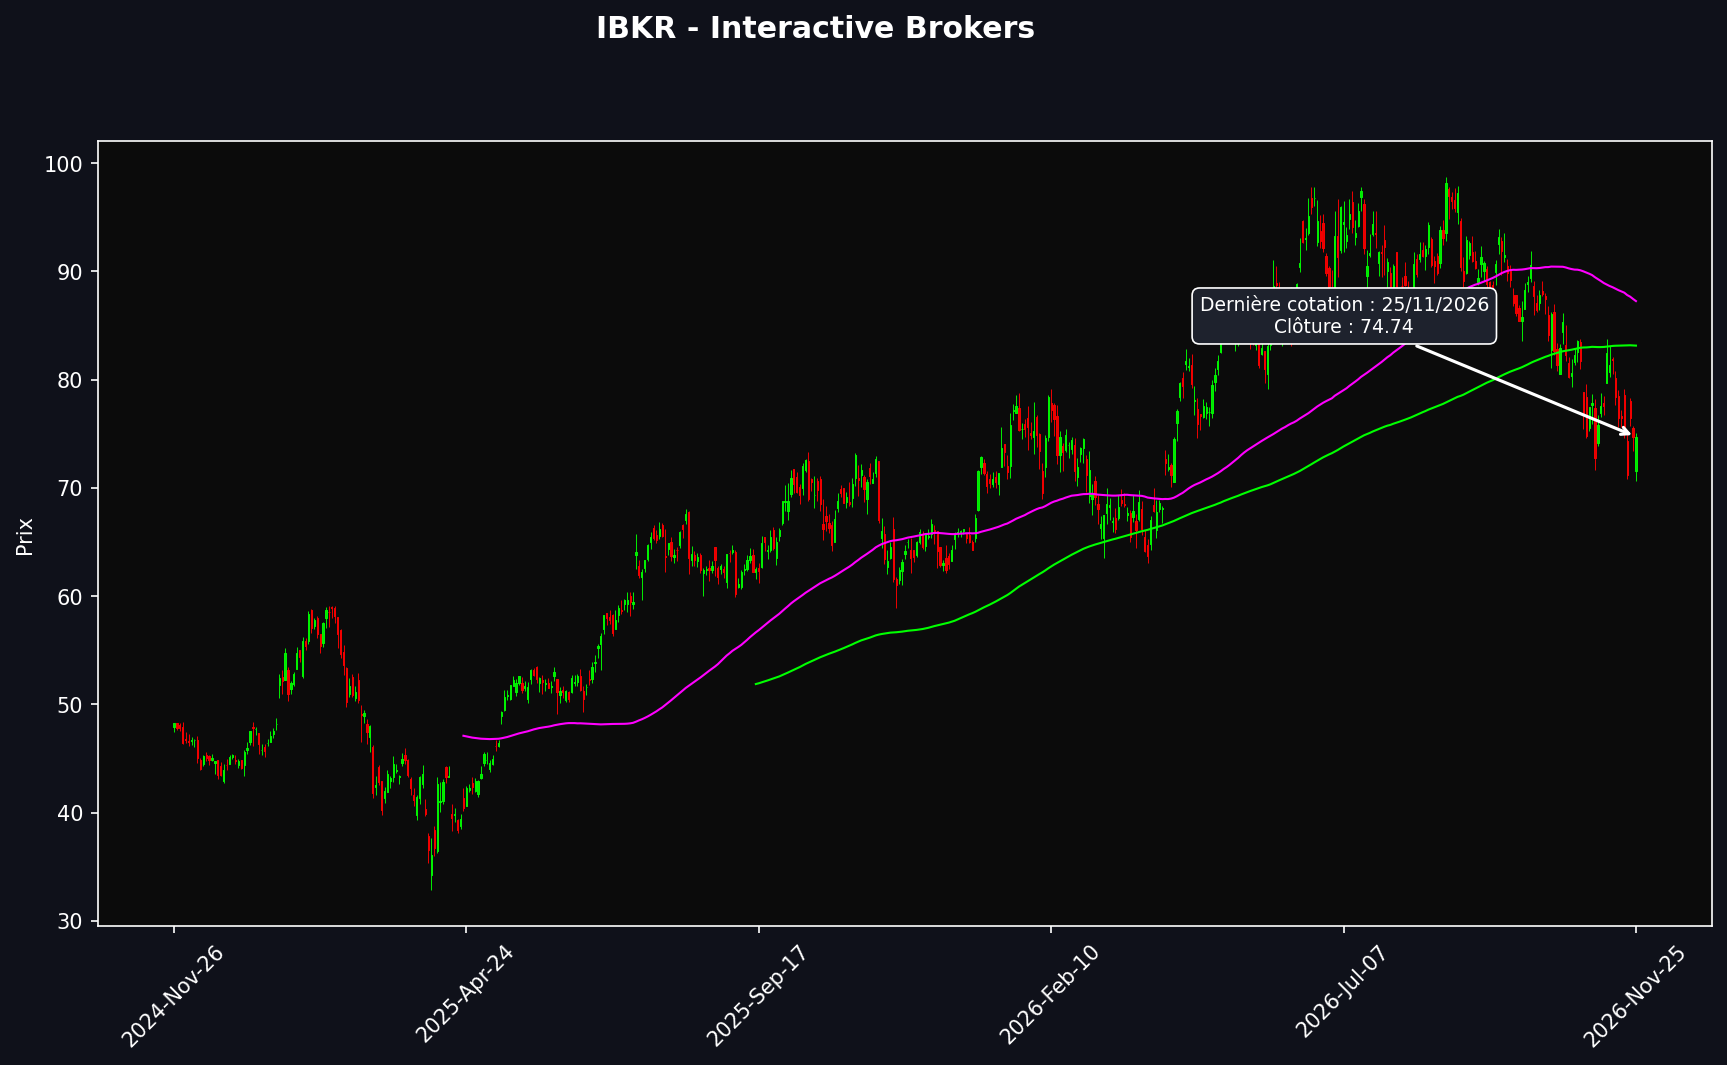 IBKR - Interactive Brokers
Prix
100
90
80
70
60
50
40
30
Dernière cotation : 25/11/2026
Clôture : 74.74
2024-Nov-26
2025-Apr-24
2025-Sep-17
2026-Feb-10
2026-Jul-07
2026-Nov-25